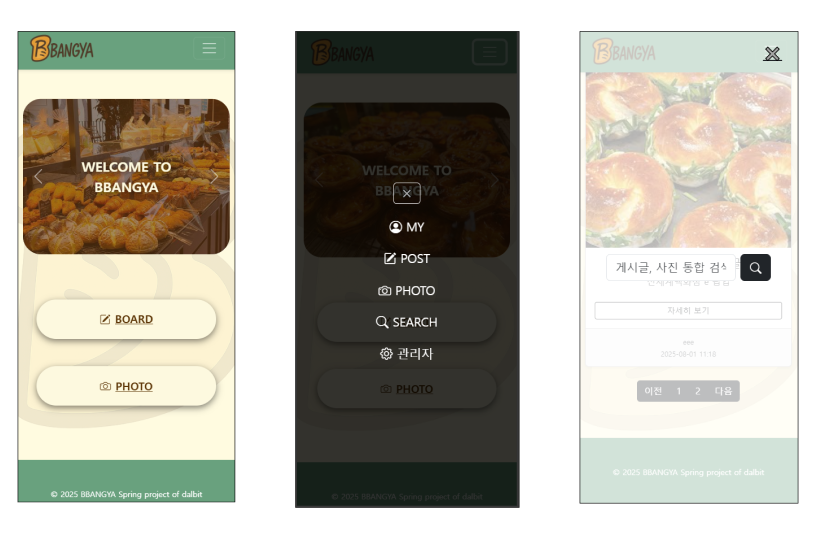 BBANGYA
WELCOME TO
BBANGYA
BOARD
PHOTO
© 2025 BBANGYA Spring project of dalbit
BBANGYA
WELCOME TO
BBANGYA
MY
POST
PHOTO
SEARCH
관리자
PHOTO
© 2025 BBANGYA Spring project of dalbit
BBANGYA
게시글, 사진 통합 검색
자세히 보기
eee
2025-08-01 11:18
이전 1 2 다음
© 2025 BBANGYA Spring project of dalbit